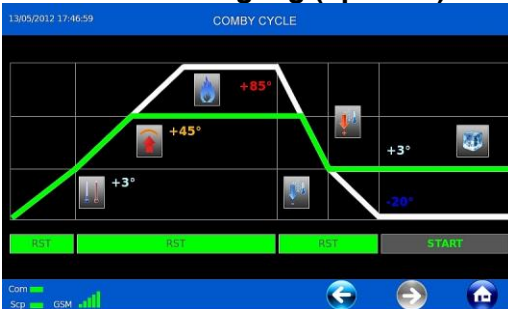 13/05/2012 17:46:59
COMBY CYCLE
+85°
+45°
+3°
+3°
-20°
RST
RST
RST
START
Com
Scp
GSM